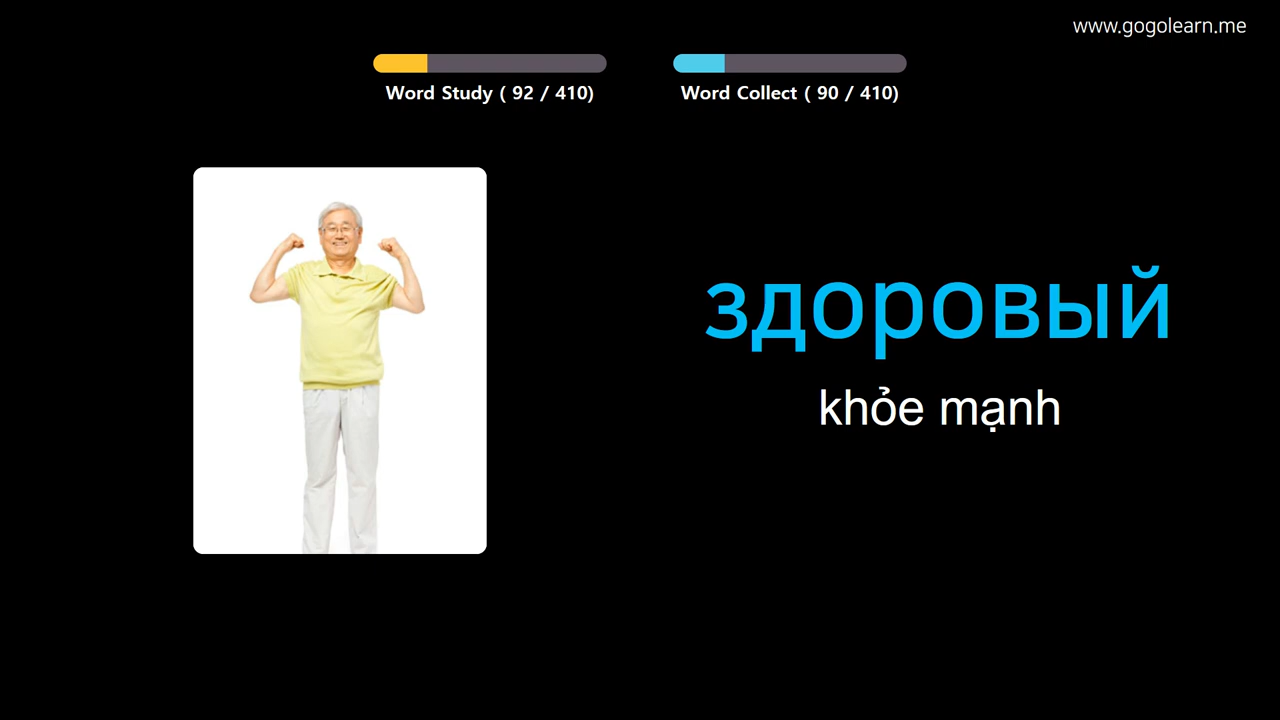 www.gogolearn.me
Word Study ( 92 / 410)
Word Collect ( 90 / 410)
здоровый
khỏe mạnh